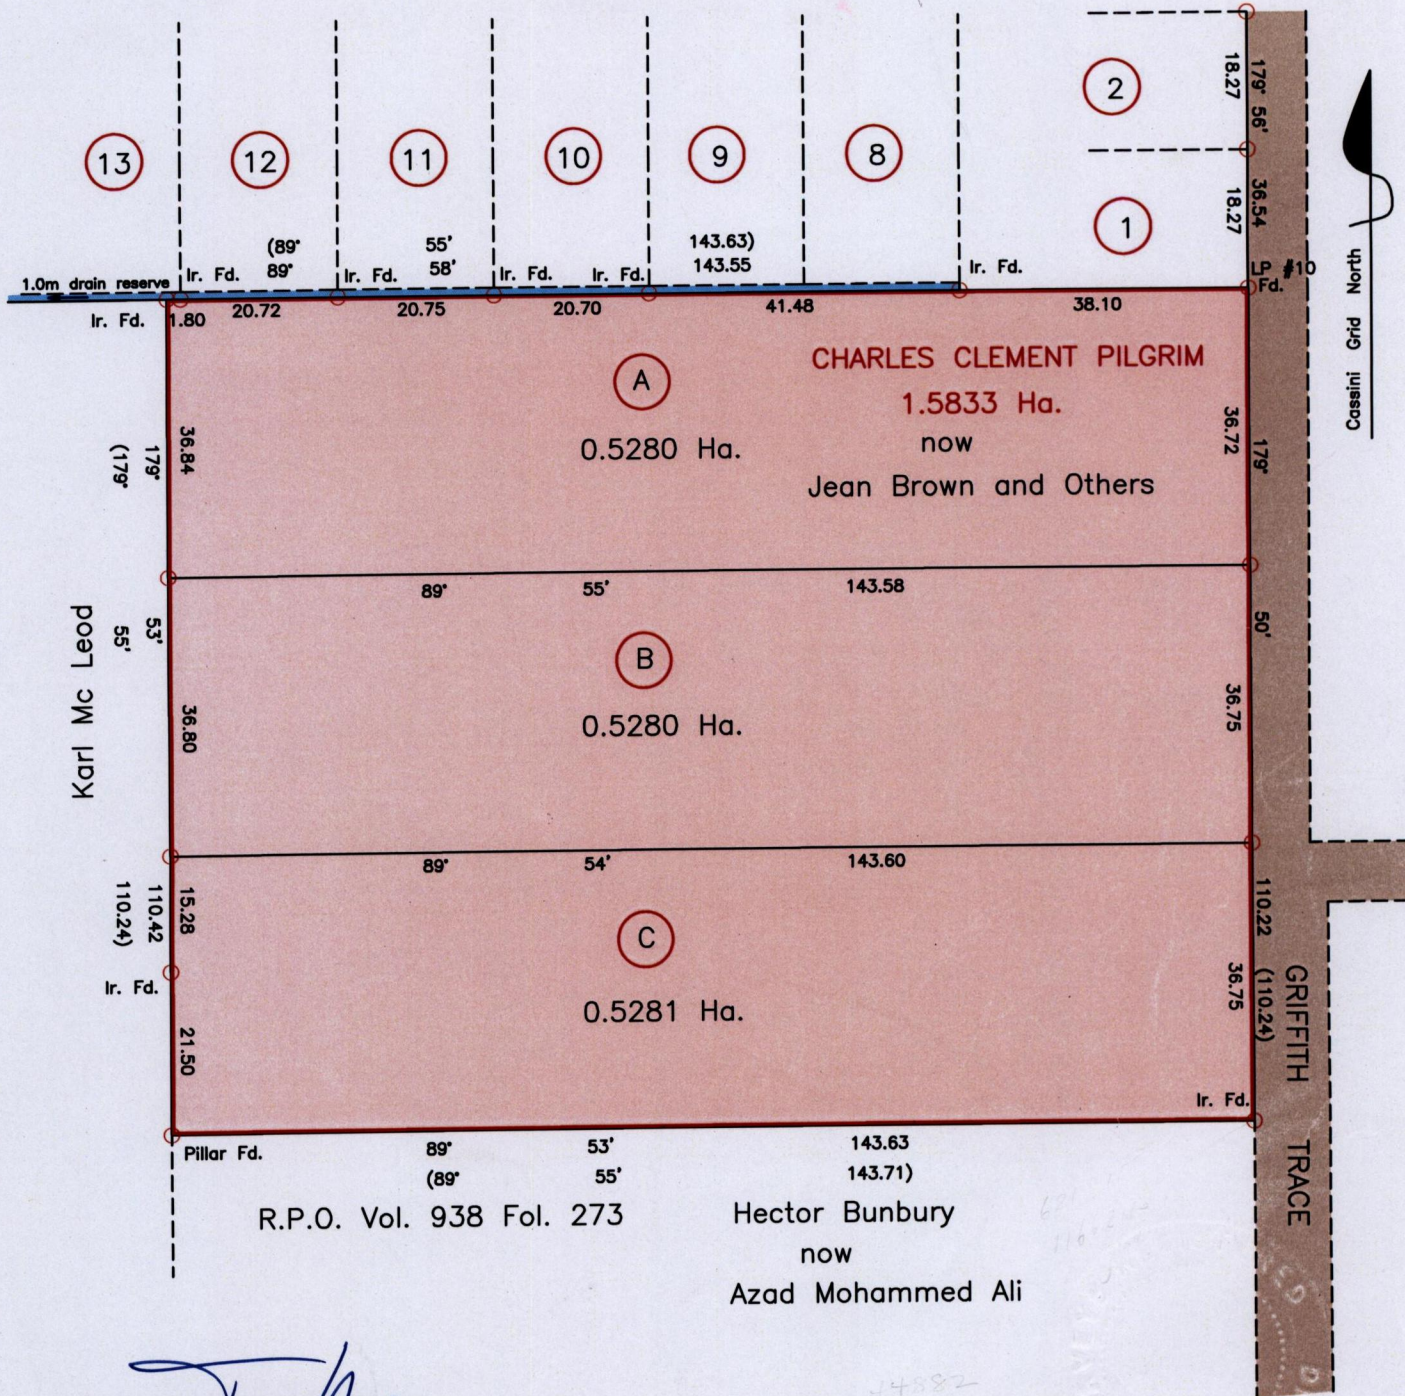 2
179° 56'
18.27
13
12
11
10
9
8
36.54
18.27
1
(89° 55' 143.63)
89° 58' 143.55
1.0m drain reserve
Ir. Fd.
Ir. Fd.
Ir. Fd.
Ir. Fd.
Ir. Fd.
#10
Fd.
Cassini Grid North
Ir. Fd.
1.80
20.72
20.75
20.70
41.48
38.10
CHARLES CLEMENT PILGRIM
1.5833 Ha.
now
Jean Brown and Others
A
0.5280 Ha.
36.84
36.72
179° 53' 110.42
(179° 55' 110.24)
179° 50' 110.22
(110.24)
89° 55' 143.58
Karl Mc Leod
B
0.5280 Ha.
36.80
36.75
89° 54' 143.60
15.28
C
0.5281 Ha.
36.75
Ir. Fd.
21.50
GRIFFITH TRACE
Ir. Fd.
Pillar Fd.
89° 53' 143.63
(89° 55' 143.71)
R.P.O. Vol. 938 Fol. 273
Hector Bunbury
now
Azad Mohammed Ali